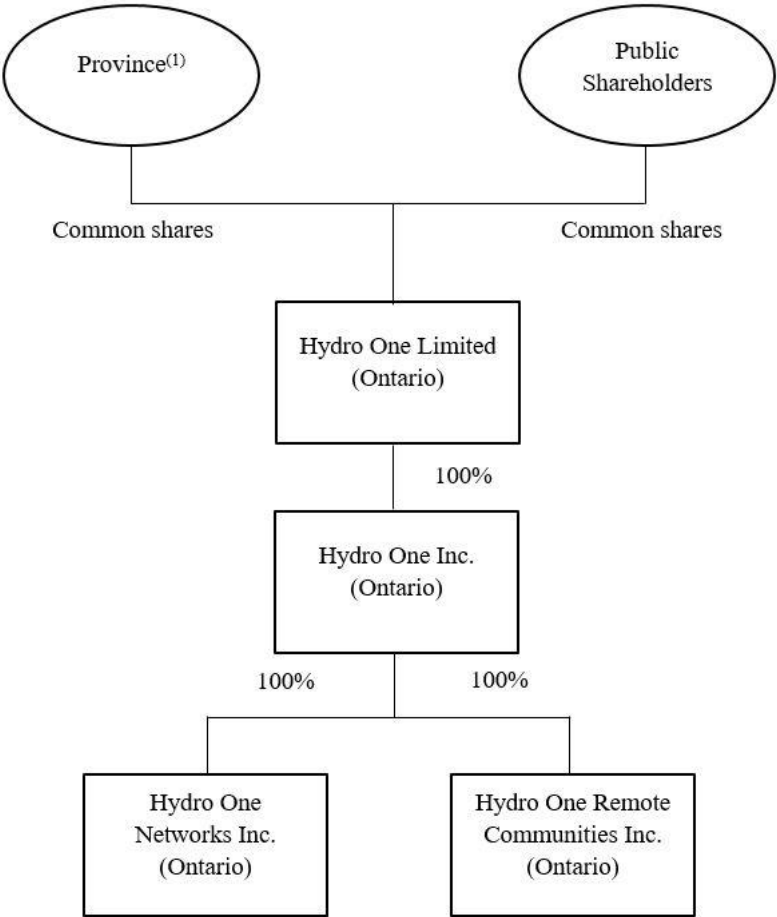 Province(1)
Public
Shareholders
Common shares
Common shares
Hydro One Limited
(Ontario)
100%
Hydro One Inc.
(Ontario)
100%
100%
Hydro One
Networks Inc.
(Ontario)
Hydro One Remote
Communities Inc.
(Ontario)